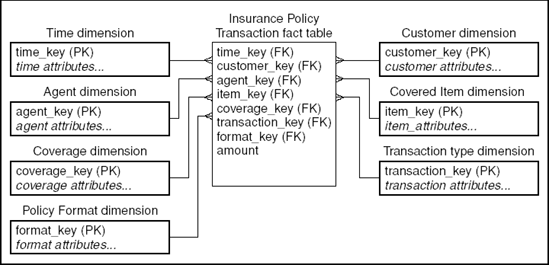 Time dimension
time_key (PK)
time attributes...
Agent dimension
agent_key (PK)
agent attributes...
Coverage dimension
coverage_key (PK)
coverage attributes...
Policy Format dimension
format_key (PK)
format attributes...
Insurance Policy
Transaction fact table
time_key (FK)
customer_key (FK)
agent_key (FK)
item_key (FK)
coverage_key (FK)
transaction_key (FK)
format_key (FK)
amount
Customer dimension
customer_key (PK)
customer attributes...
Covered Item dimension
item_key (PK)
item_attributes...
Transaction type dimension
transaction_key (PK)
transaction attributes...